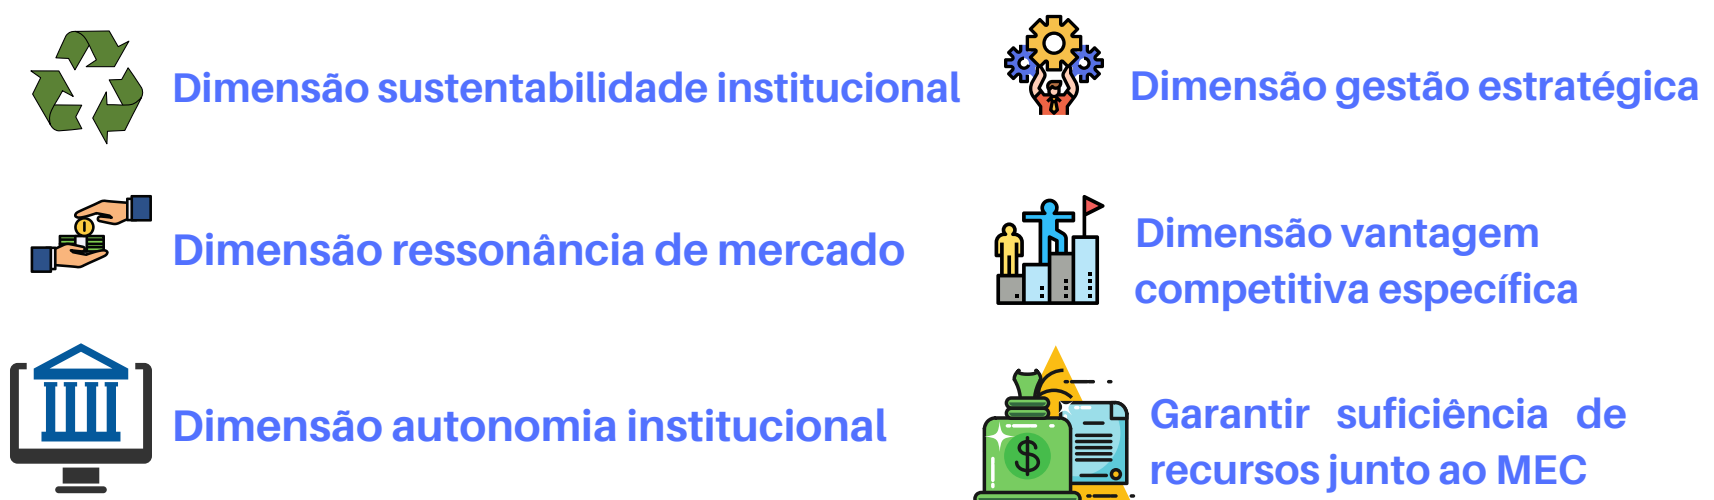 Dimensão sustentabilidade institucional
Dimensão gestão estratégica
Dimensão ressonância de mercado
Dimensão vantagem
competitiva específica
Dimensão autonomia institucional
Garantir suficiência de
recursos junto ao MEC